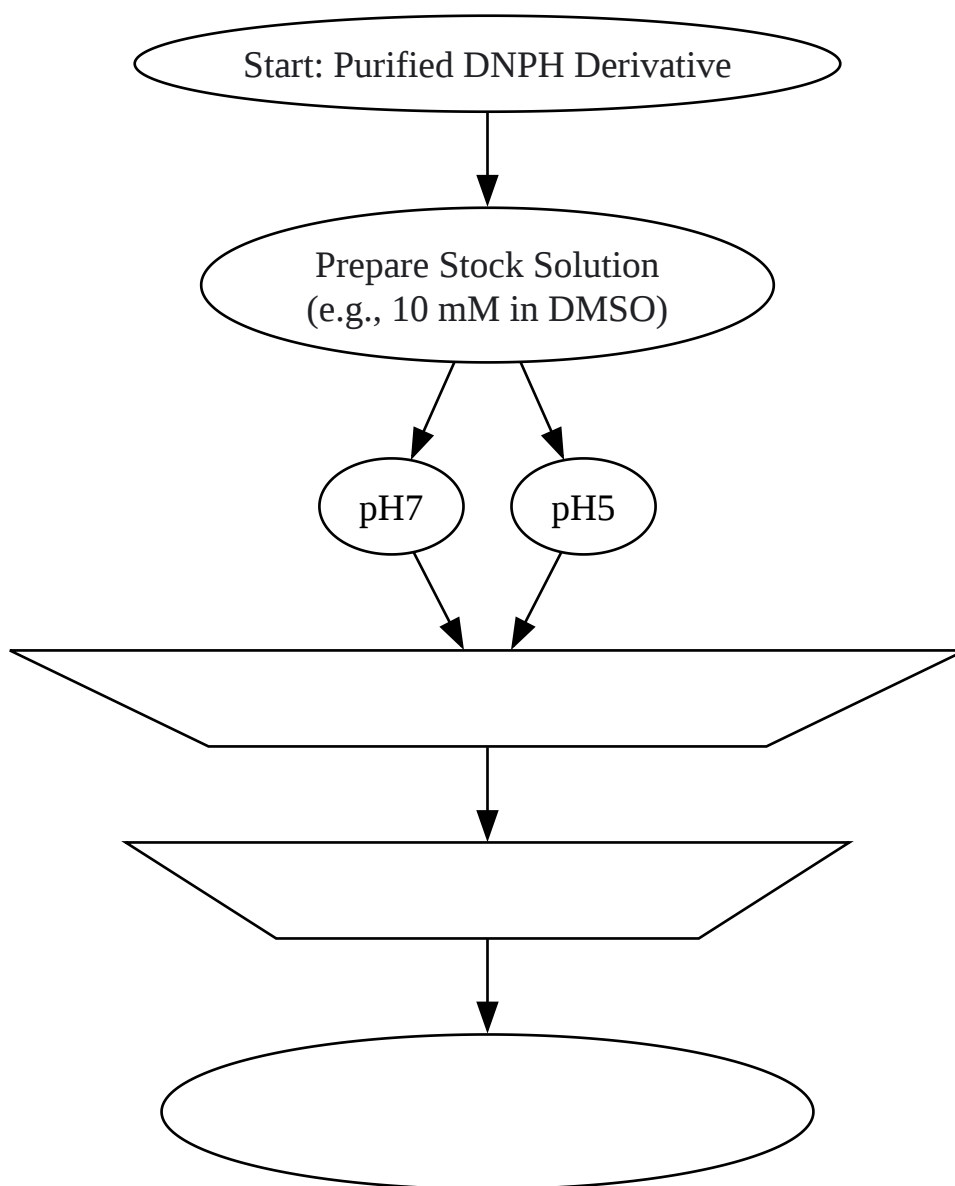 Start: Purified DNPH Derivative
Prepare Stock Solution
(e.g., 10 mM in DMSO)
pH7
pH5